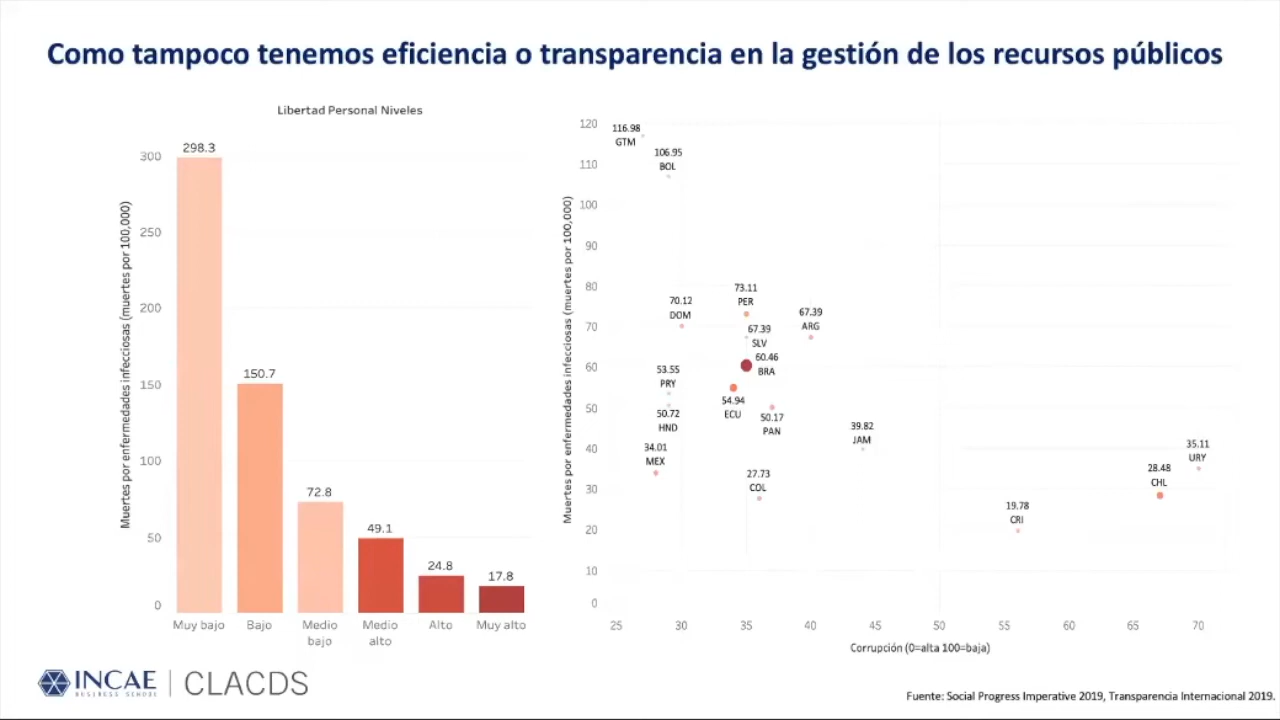 Como tampoco tenemos eficiencia o transparencia en la gestión de los recursos públicos
Libertad Personal Niveles
Muertes por enfermedades infecciosas (muertes por 100,000)
300
250
200
150
100
50
0
298.3
150.7
72.8
49.1
24.8
17.8
Muy bajo
Bajo
Medio
bajo
Medio
alto
Alto
Muy alto
Muertes por enfermedades infecciosas (muertes por 100,000)
120
110
100
90
80
70
60
50
40
30
20
10
0
116.98
GTM
106.95
BOL
73.11
PER
70.12
DOM
67.39
ARG
67.39
SLV
60.46
BRA
53.55
PRY
54.94
ECU
50.72
HND
50.17
PAN
39.82
JAM
34.01
MEX
27.73
COL
35.11
URY
28.48
CHL
19.78
CRI
25
30
35
40
45
50
55
60
65
70
Corrupción (0=alta 100=baja)
INCAE
BUSINESS SCHOOL
CLACDS
Fuente: Social Progress Imperative 2019, Transparencia Internacional 2019.